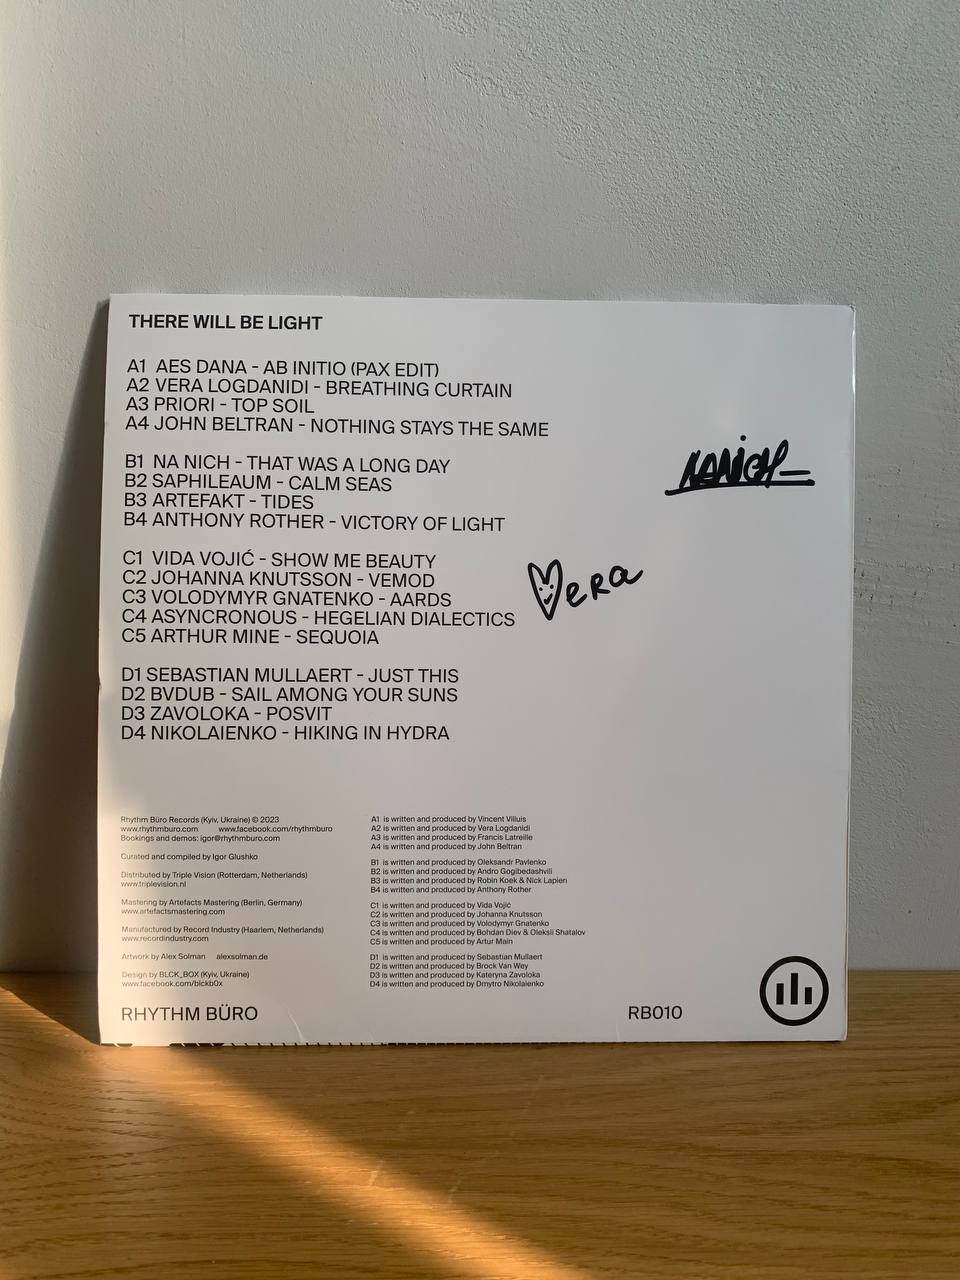 THERE WILL BE LIGHT
A1 AES DANA - AB INITIO (PAX EDIT)
A2 VERA LOGDANIDI - BREATHING CURTAIN
A3 PRIORI - TOP SOIL
A4 JOHN BELTRAN - NOTHING STAYS THE SAME
B1 NA NICH - THAT WAS A LONG DAY
B2 SAPHILEAUM - CALM SEAS
B3 ARTEFAKT - TIDES
B4 ANTHONY ROTHER - VICTORY OF LIGHT
NANICH
C1 VIDA VOJIĆ - SHOW ME BEAUTY
C2 JOHANNA KNUTSSON - VEMOD
C3 VOLODYMYR GNATENKO - AARDS
C4 ASYNCRONOUS - HEGELIAN DIALECTICS
C5 ARTHUR MINE - SEQUOIA
Vera
D1 SEBASTIAN MULLAERT - JUST THIS
D2 BVDUB - SAIL AMONG YOUR SUNS
D3 ZAVOLOKA - POSVIT
D4 NIKOLAIENKO - HIKING IN HYDRA
Rhythm Büro Records (Kyiv, Ukraine) © 2023
www.rhythmburo.com www.facebook.com/rhythmburo
Bookings and demos: igor@rhythmburo.com
Curated and compiled by Igor Glushko
Distributed by Triple Vision (Rotterdam, Netherlands)
www.triplevision.nl
Mastering by Artefacts Mastering (Berlin, Germany)
www.artefactsmastering.com
Manufactured by Record Industry (Haarlem, Netherlands)
www.recordindustry.com
Artwork by Alex Solman alexsolman.de
Design by BLCK_BOX (Kyiv, Ukraine)
www.facebook.com/blckb0x
A1 is written and produced by Vincent Villuis
A2 is written and produced by Vera Logdanidi
A3 is written and produced by Francis Latreille
A4 is written and produced by John Beltran
B1 is written and produced by Oleksandr Pavlenko
B2 is written and produced by Andro Gogibedashvili
B3 is written and produced by Robin Koek & Nick Lapien
B4 is written and produced by Anthony Rother
C1 is written and produced by Vida Vojić
C2 is written and produced by Johanna Knutsson
C3 is written and produced by Volodymyr Gnatenko
C4 is written and produced by Bohdan Diev & Oleksii Shatalov
C5 is written and produced by Artur Main
D1 is written and produced by Sebastian Mullaert
D2 is written and produced by Brock Van Wey
D3 is written and produced by Kateryna Zavoloka
D4 is written and produced by Dmytro Nikolaienko
RHYTHM BÜRO
RB010